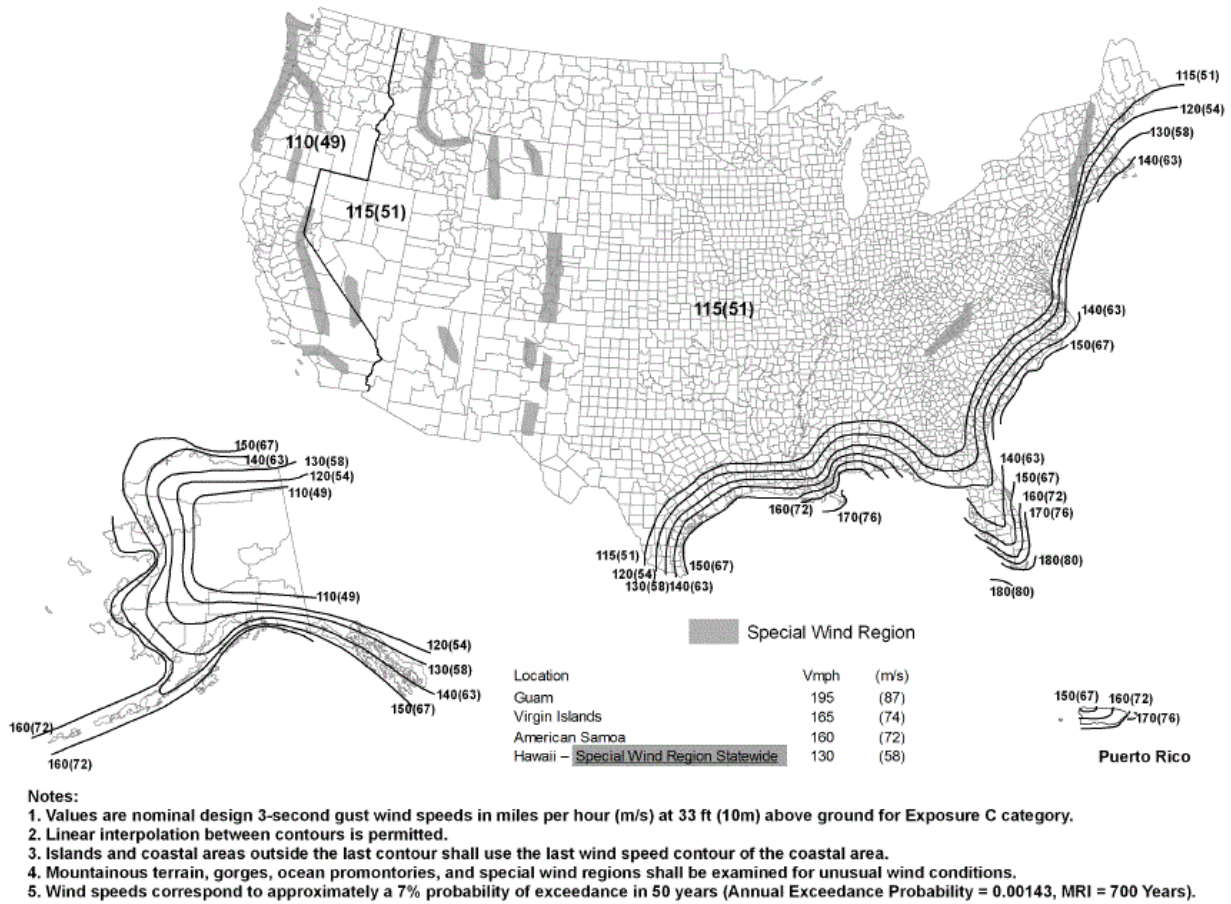 115(51)
120(54)
130(58)
140(63)
110(49)
115(51)
115(51)
140(63)
150(67)
150(67)
140(63)
130(58)
120(54)
110(49)
140(63)
150(67)
160(72)
170(76)
160(72)
170(76)
115(51)
120(54)
130(58)
140(63)
150(67)
180(80)
180(80)
110(49)
120(54)
130(58)
140(63)
150(67)
160(72)
160(72)
Special Wind Region
Location Vmph (m/s)
Guam 195 (87)
Virgin Islands 165 (74)
American Samoa 160 (72)
Hawaii – Special Wind Region Statewide 130 (58)
150(67)
160(72)
170(76)
Puerto Rico
Notes:
1. Values are nominal design 3-second gust wind speeds in miles per hour (m/s) at 33 ft (10m) above ground for Exposure C category.
2. Linear interpolation between contours is permitted.
3. Islands and coastal areas outside the last contour shall use the last wind speed contour of the coastal area.
4. Mountainous terrain, gorges, ocean promontories, and special wind regions shall be examined for unusual wind conditions.
5. Wind speeds correspond to approximately a 7% probability of exceedance in 50 years (Annual Exceedance Probability = 0.00143, MRI = 700 Years).